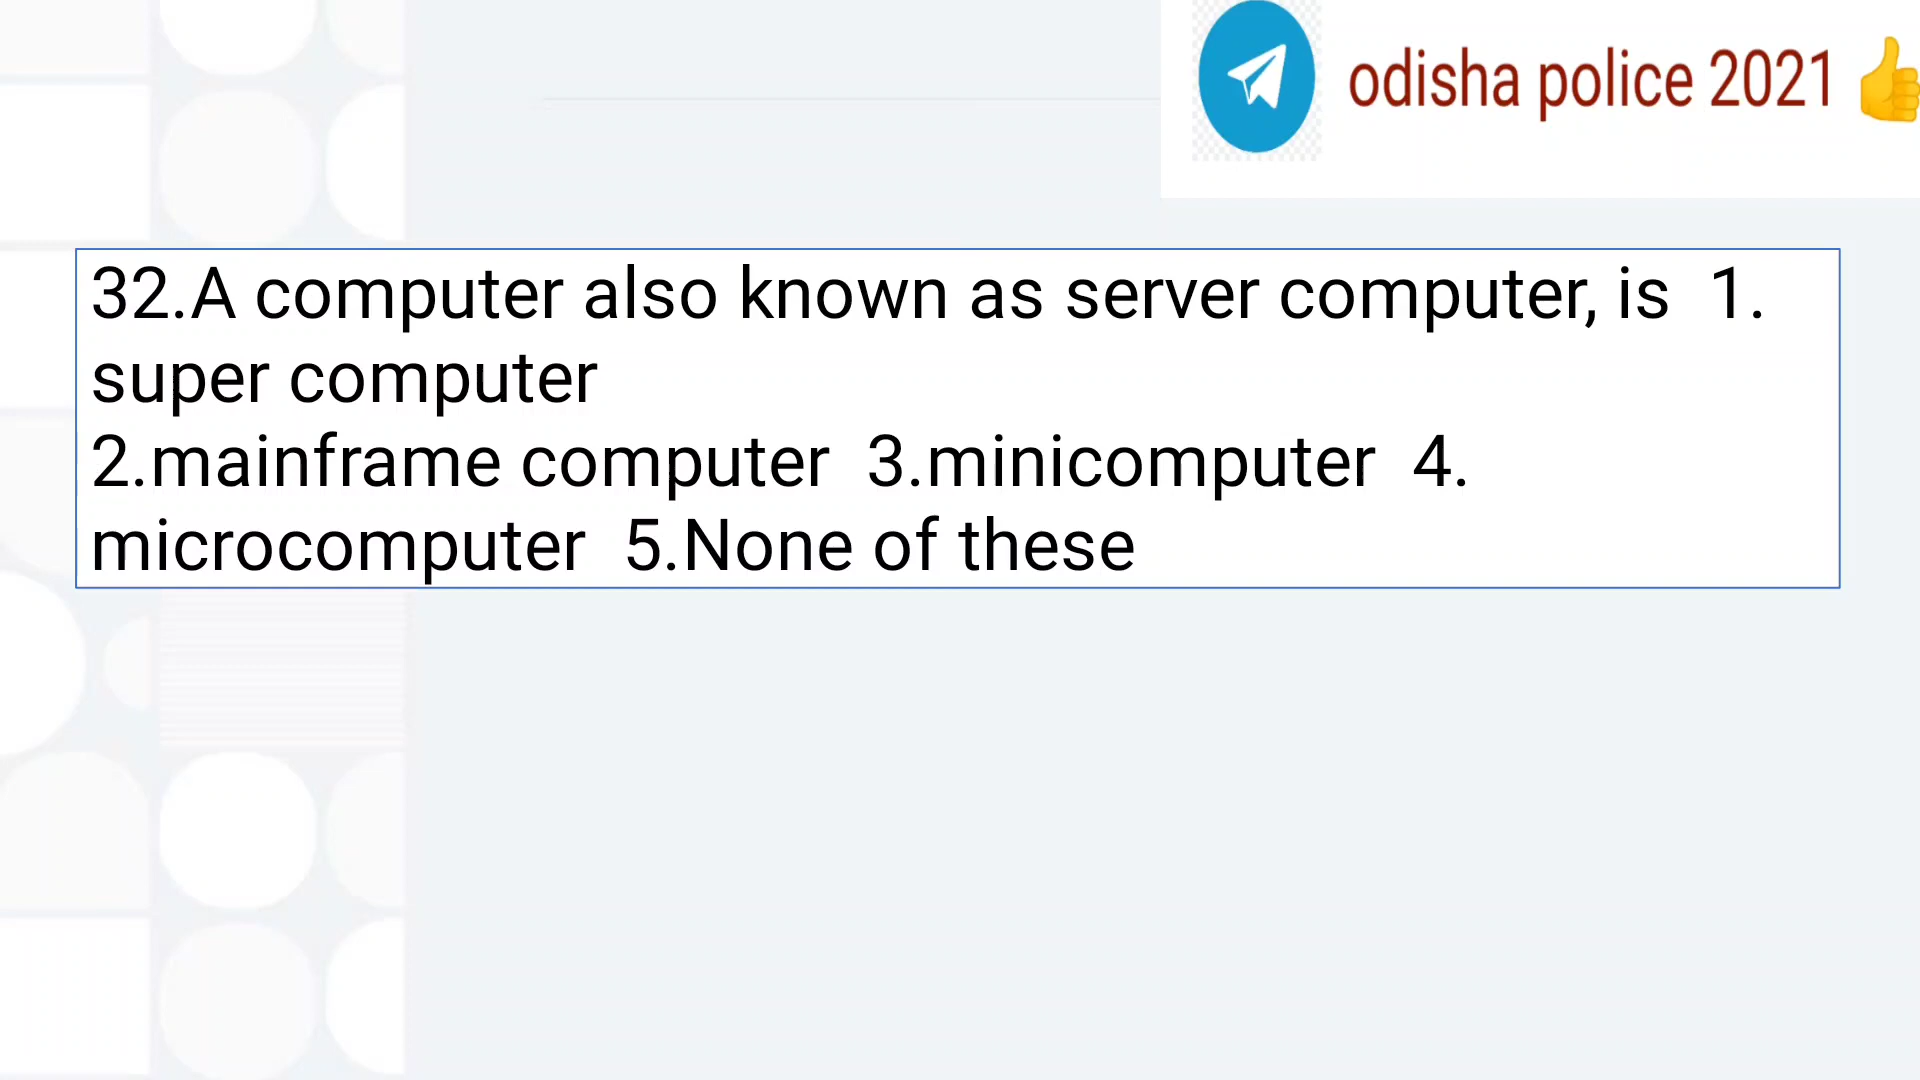 odisha police 2021 👍
32.A computer also known as server computer, is  1.
super computer
2.mainframe computer  3.minicomputer  4.
microcomputer  5.None of these